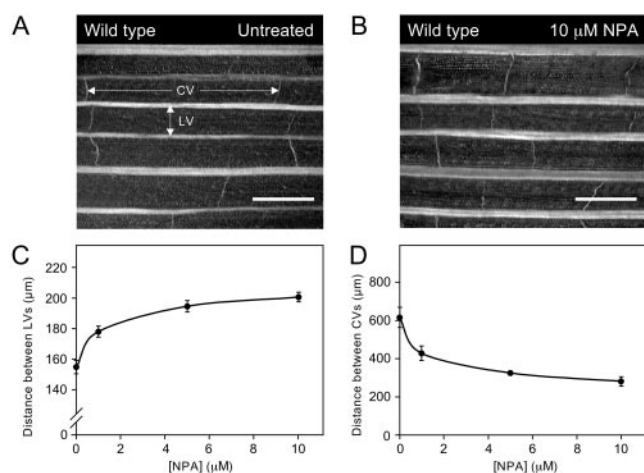 A
Wild type Untreated
CV
LV
B
Wild type 10 µM NPA
C
Distance between LVs (µm)
220
200
180
160
140
0
0 2 4 6 8 10
[NPA] (µM)
D
Distance between CVs (µm)
800
600
400
200
0
0 2 4 6 8 10
[NPA] (µM)